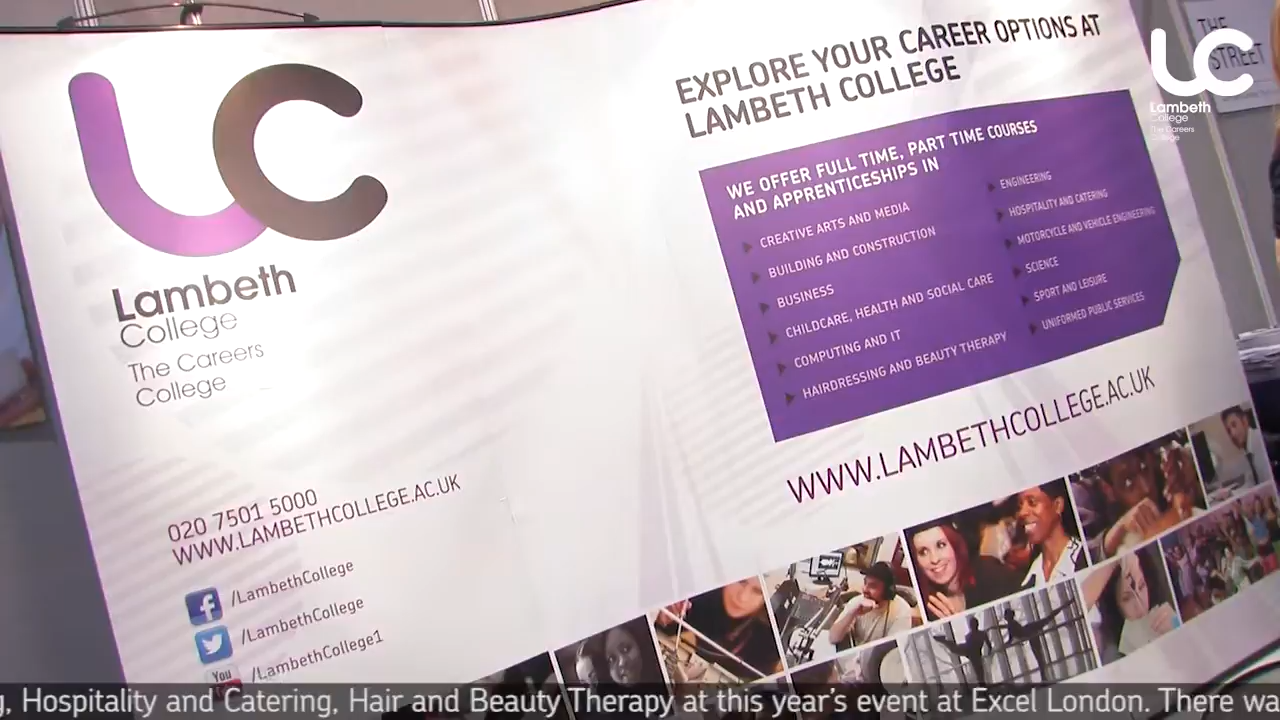 LC
Lambeth
College
The Careers
College
020 7501 5000
WWW.LAMBETHCOLLEGE.AC.UK
/LambethCollege
/LambethCollege
/LambethCollege1
You
EXPLORE YOUR CAREER OPTIONS AT
LAMBETH COLLEGE
WE OFFER FULL TIME, PART TIME COURSES
AND APPRENTICESHIPS IN
CREATIVE ARTS AND MEDIA
BUILDING AND CONSTRUCTION
BUSINESS
CHILDCARE, HEALTH AND SOCIAL CARE
COMPUTING AND IT
HAIRDRESSING AND BEAUTY THERAPY
ENGINEERING
HOSPITALITY AND CATERING
MOTORCYCLE AND VEHICLE ENGINEERING
SCIENCE
SPORT AND LEISURE
UNIFORMED PUBLIC SERVICES
WWW.LAMBETHCOLLEGE.AC.UK
THE
STREET
LC
Lambeth
College
The Careers
College
g, Hospitality and Catering, Hair and Beauty Therapy at this year's event at Excel London. There wa